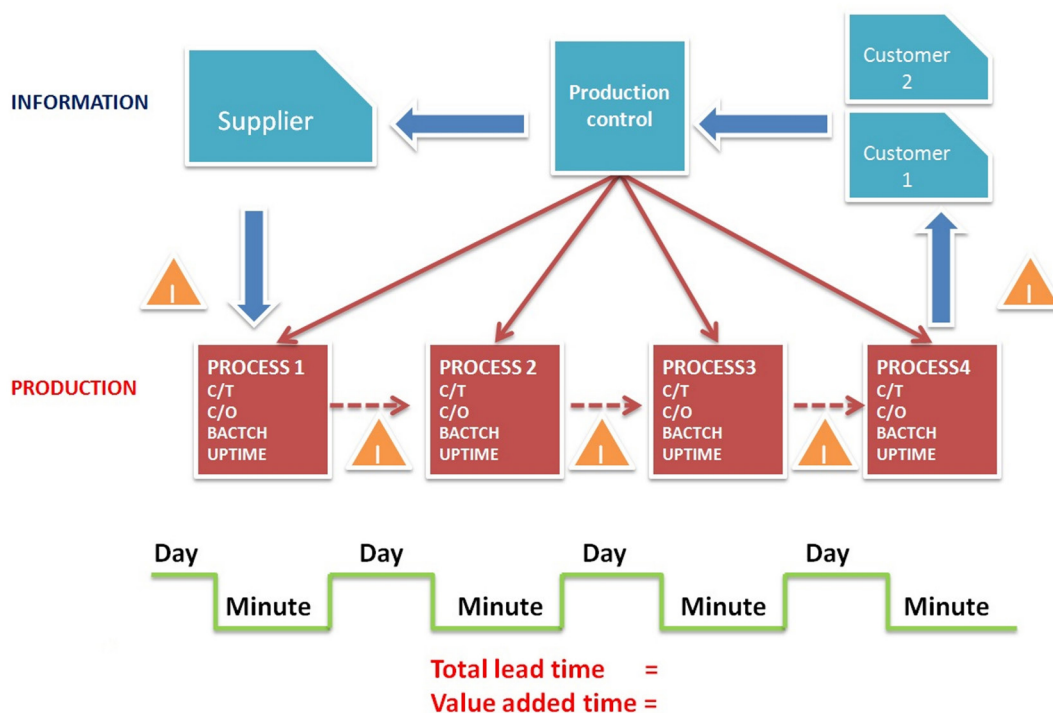 INFORMATION
Supplier
Production
control
Customer
2
Customer
1
I
I
PRODUCTION
PROCESS 1
C/T
C/O
BACTCH
UPTIME
I
PROCESS 2
C/T
C/O
BACTCH
UPTIME
I
PROCESS3
C/T
C/O
BACTCH
UPTIME
I
PROCESS4
C/T
C/O
BACTCH
UPTIME
Day
Minute
Day
Minute
Day
Minute
Day
Minute
Total lead time =
Value added time =